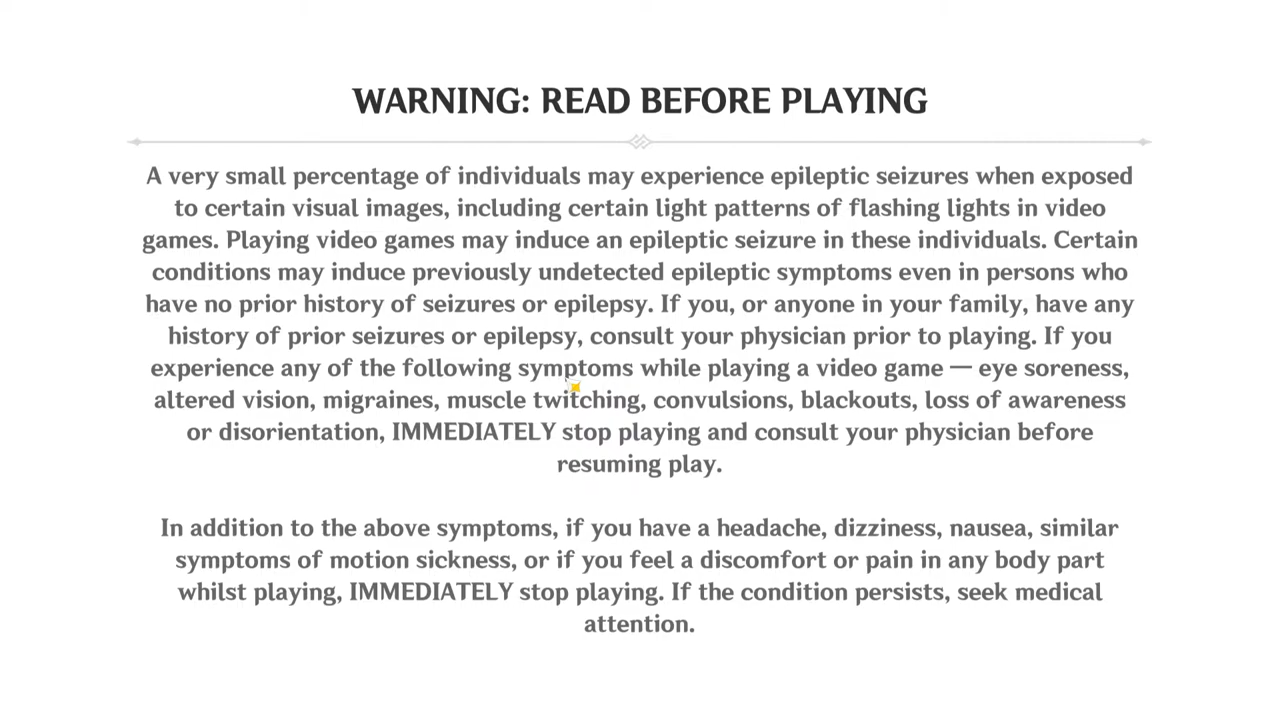 WARNING: READ BEFORE PLAYING
A very small percentage of individuals may experience epileptic seizures when exposed
to certain visual images, including certain light patterns of flashing lights in video
games. Playing video games may induce an epileptic seizure in these individuals. Certain
conditions may induce previously undetected epileptic symptoms even in persons who
have no prior history of seizures or epilepsy. If you, or anyone in your family, have any
history of prior seizures or epilepsy, consult your physician prior to playing. If you
experience any of the following symptoms while playing a video game — eye soreness,
altered vision, migraines, muscle twitching, convulsions, blackouts, loss of awareness
or disorientation, IMMEDIATELY stop playing and consult your physician before
resuming play.
In addition to the above symptoms, if you have a headache, dizziness, nausea, similar
symptoms of motion sickness, or if you feel a discomfort or pain in any body part
whilst playing, IMMEDIATELY stop playing. If the condition persists, seek medical
attention.